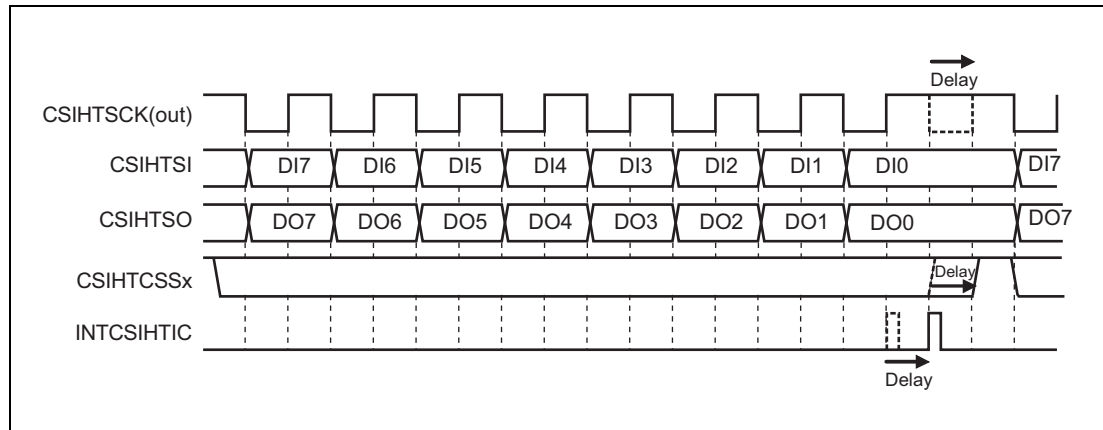 Delay
CSIHTSCK(out)
CSIHTSI DI7 DI6 DI5 DI4 DI3 DI2 DI1 DI0 DI7
CSIHTSO DO7 DO6 DO5 DO4 DO3 DO2 DO1 DO0 DO7
CSIHTCSSx Delay
INTCSIHTIC
Delay